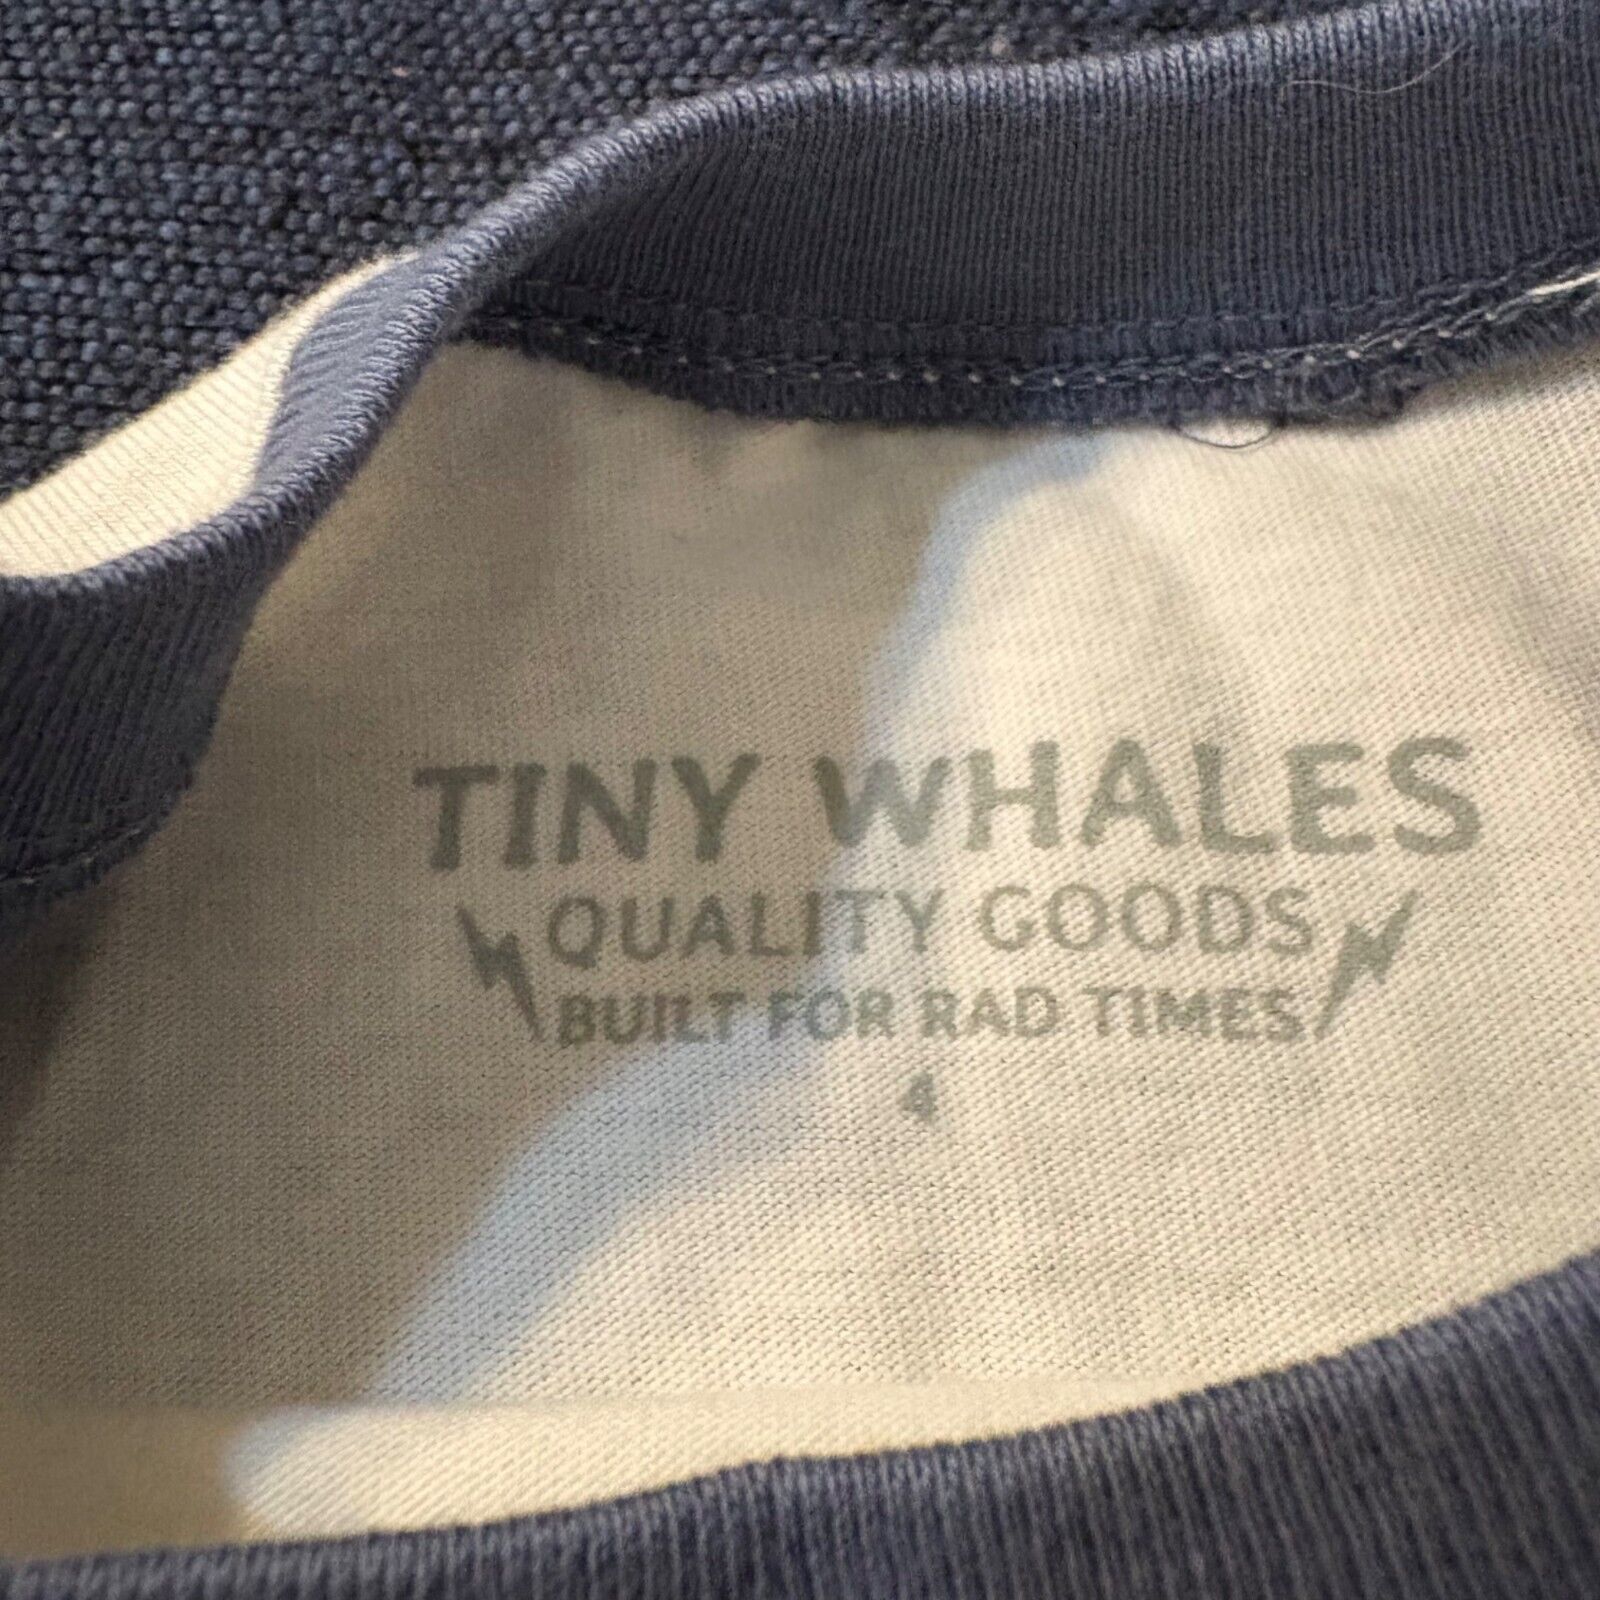 TINY WHALES
QUALITY GOODS
BUILT FOR RAD TIMES
4